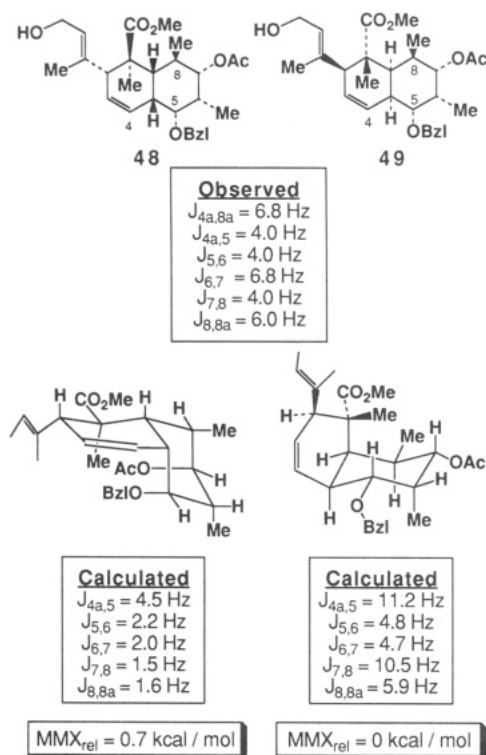 HO
CO₂Me
Me
OAc
8
Me
5
4
H
H
Me
OBzl
48
HO
CO₂Me
Me
OAc
8
Me
H
H
5
4
Me
OBzl
49
Observed
J4a,8a = 6.8 Hz
J4a,5 = 4.0 Hz
J5,6 = 4.0 Hz
J6,7 = 6.8 Hz
J7,8 = 4.0 Hz
J8,8a = 6.0 Hz
H
CO₂Me
H
H
Me
Me
AcO
H
BzlO
H
H
Me
CO₂Me
H
Me
Me
H
H
OAc
H
H
H
O
Bzl
Me
Calculated
J4a,5 = 4.5 Hz
J5,6 = 2.2 Hz
J6,7 = 2.0 Hz
J7,8 = 1.5 Hz
J8,8a = 1.6 Hz
Calculated
J4a,5 = 11.2 Hz
J5,6 = 4.8 Hz
J6,7 = 4.7 Hz
J7,8 = 10.5 Hz
J8,8a = 5.9 Hz
MMXrel = 0.7 kcal / mol
MMXrel = 0 kcal / mol